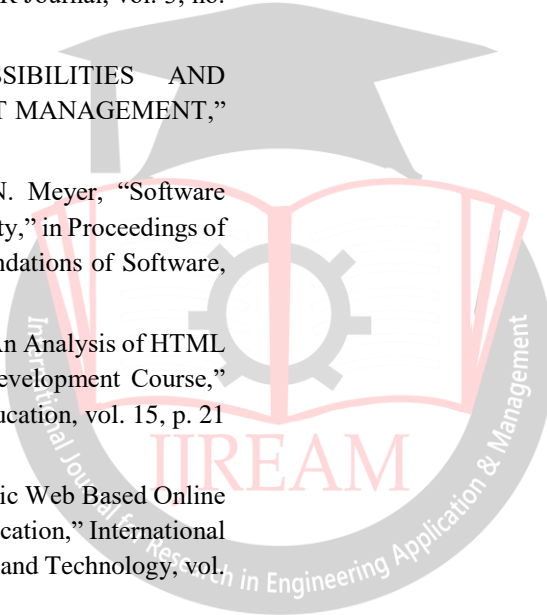 Journal, vol. 3, no.
SSIBILITIES AND
T MANAGEMENT,”
N. Meyer, “Software
ty,” in Proceedings of
ndations of Software,
An Analysis of HTML
evelopment Course,”
ucation, vol. 15, p. 21
ic Web Based Online
cation,” International
and Technology, vol.
International Journal for Research in Engineering Application & Management
IJREAM